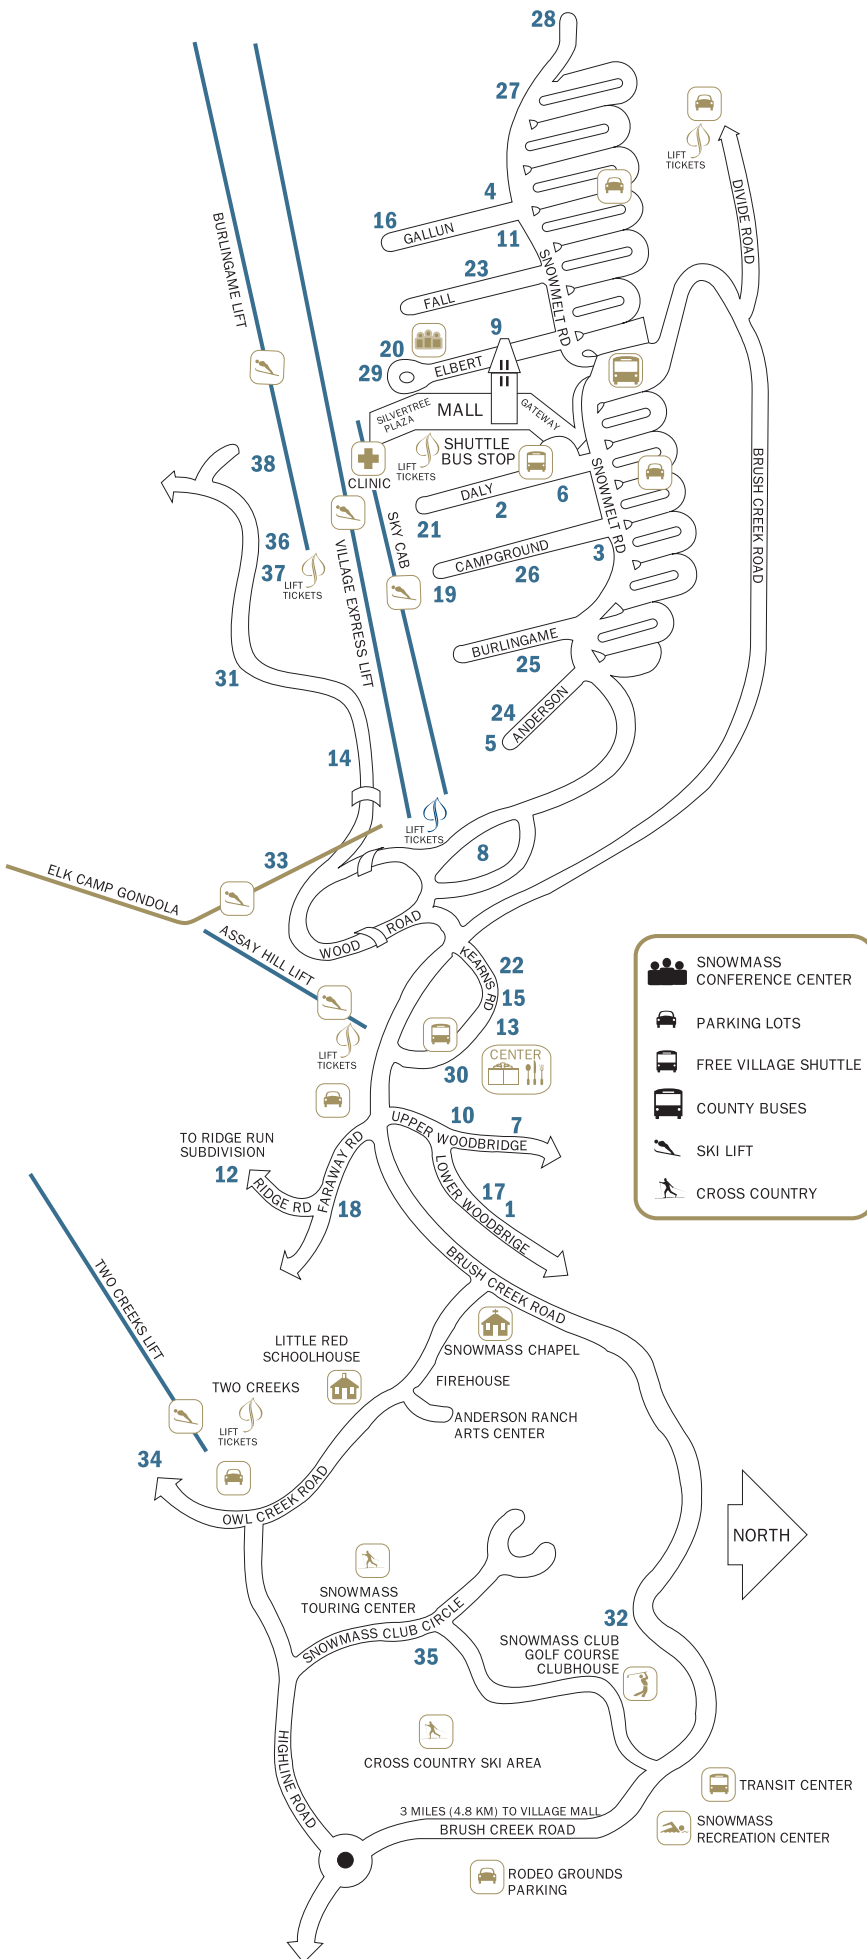 28
27
LIFT
TICKETS
DIVIDE ROAD
4
16
GALLUN
11
BURLINGAME LIFT
23
SNOWMELT RD
FALL
9
20
ELBERT
29
SILVERTREE
PLAZA
MALL
GATEWAY
SHUTTLE
BUS STOP
LIFT
TICKETS
CLINIC
38
BRUSH CREEK ROAD
SNOWMELT RD
DALY
6
2
21
SKY CAB
36
37
LIFT
TICKETS
VILLAGE EXPRESS LIFT
CAMPGROUND
3
26
19
BURLINGAME
25
31
24
ANDERSON
5
14
LIFT
TICKETS
8
33
ELK CAMP GONDOLA
ASSAY HILL LIFT
WOOD ROAD
KEARNS RD
22
15
13
LIFT
TICKETS
CENTER
30
SNOWMASS
CONFERENCE CENTER
PARKING LOTS
FREE VILLAGE SHUTTLE
COUNTY BUSES
SKI LIFT
CROSS COUNTRY
10
7
UPPER WOODBRIDGE
TO RIDGE RUN
SUBDIVISION
12
RIDGE RD
FARAWAY RD
18
LOWER WOODBRIGE
17
1
BRUSH CREEK ROAD
TWO CREEKS LIFT
SNOWMASS CHAPEL
LITTLE RED
SCHOOLHOUSE
FIREHOUSE
TWO CREEKS
LIFT
TICKETS
ANDERSON RANCH
ARTS CENTER
34
OWL CREEK ROAD
NORTH
SNOWMASS
TOURING CENTER
SNOWMASS CLUB CIRCLE
35
32
SNOWMASS CLUB
GOLF COURSE
CLUBHOUSE
HIGHLINE ROAD
CROSS COUNTRY SKI AREA
TRANSIT CENTER
3 MILES (4.8 KM) TO VILLAGE MALL
BRUSH CREEK ROAD
SNOWMASS
RECREATION CENTER
RODEO GROUNDS
PARKING